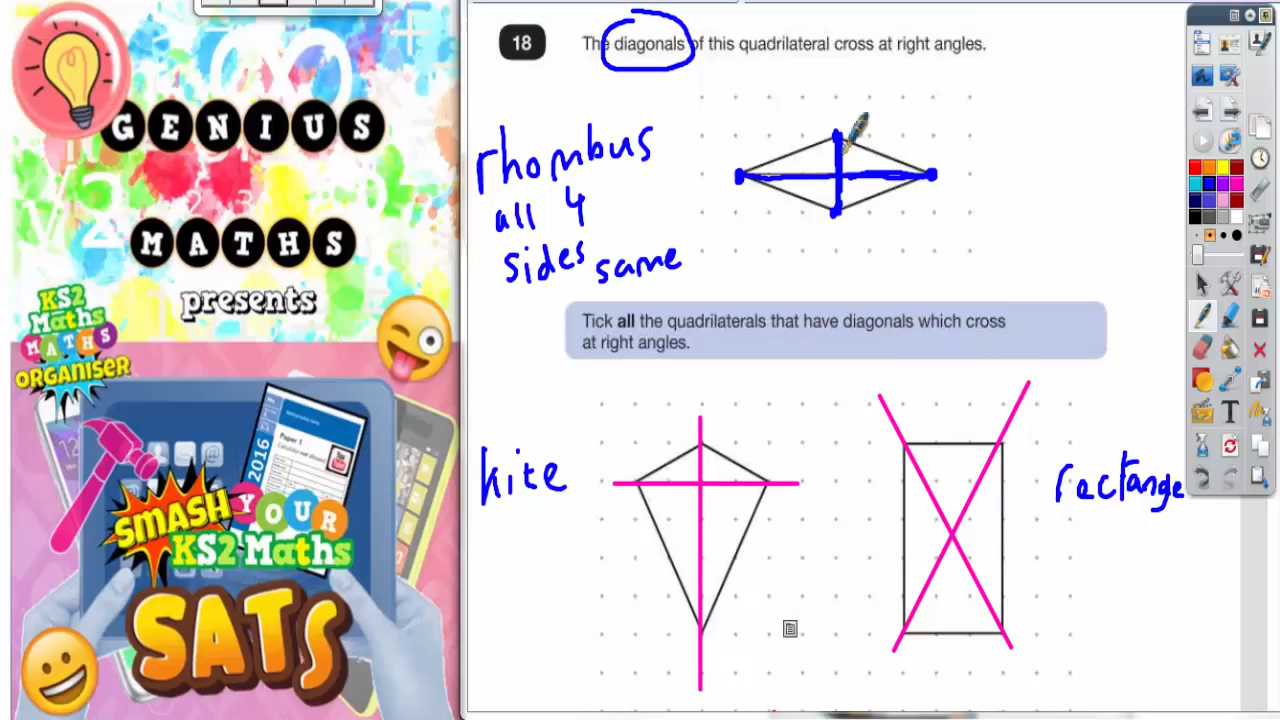 GENIUS
MATHS
presents
KS2
Maths
MATHS
ORGANISER
2016
Paper 1
SMASH
YOUR
KS2 Maths
SATS
18
The diagonals of this quadrilateral cross at right angles.
rhombus
all 4
sides same
Tick all the quadrilaterals that have diagonals which cross
at right angles.
kite
rectange
T